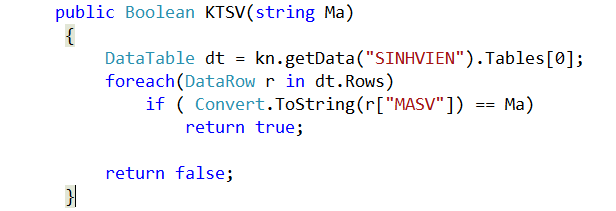 public Boolean KTSV(string Ma)
{
DataTable dt = kn.getData("SINHVIEN").Tables[0];
foreach(DataRow r in dt.Rows)
if ( Convert.ToString(r["MASV"]) == Ma)
return true;
return false;
}